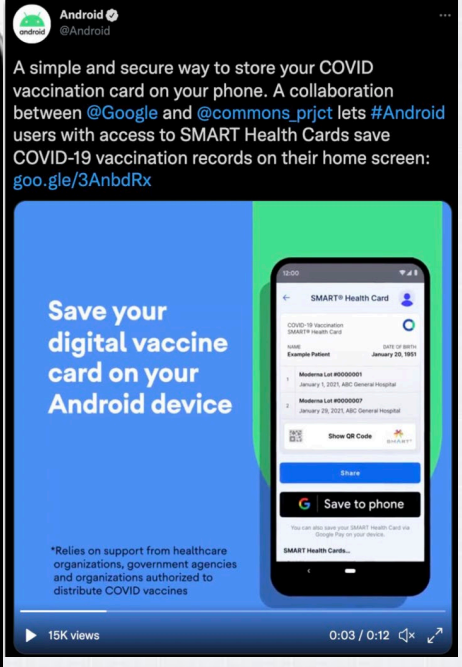 Android
@Android
A simple and secure way to store your COVID
vaccination card on your phone. A collaboration
between @Google and @commons_prjct lets #Android
users with access to SMART Health Cards save
COVID-19 vaccination records on their home screen:
goo.gle/3AnbdRx
android
Save your
digital vaccine
card on your
Android device
*Relies on support from healthcare
organizations, government agencies
and organizations authorized to
distribute COVID vaccines
12:00
SMART® Health Card
COVID-19 Vaccination
SMART® Health Card
NAME DATE OF BIRTH
Example Patient January 20, 1951
Moderna Lot #0000001
1 January 1, 2021, ABC General Hospital
Moderna Lot #0000007
2 January 29, 2021, ABC General Hospital
Show QR Code SMART®
Share
G Save to phone
You can also save your SMART Health Card via
Google Pay on your device.
SMART Health Cards...
15K views 0:03 / 0:12